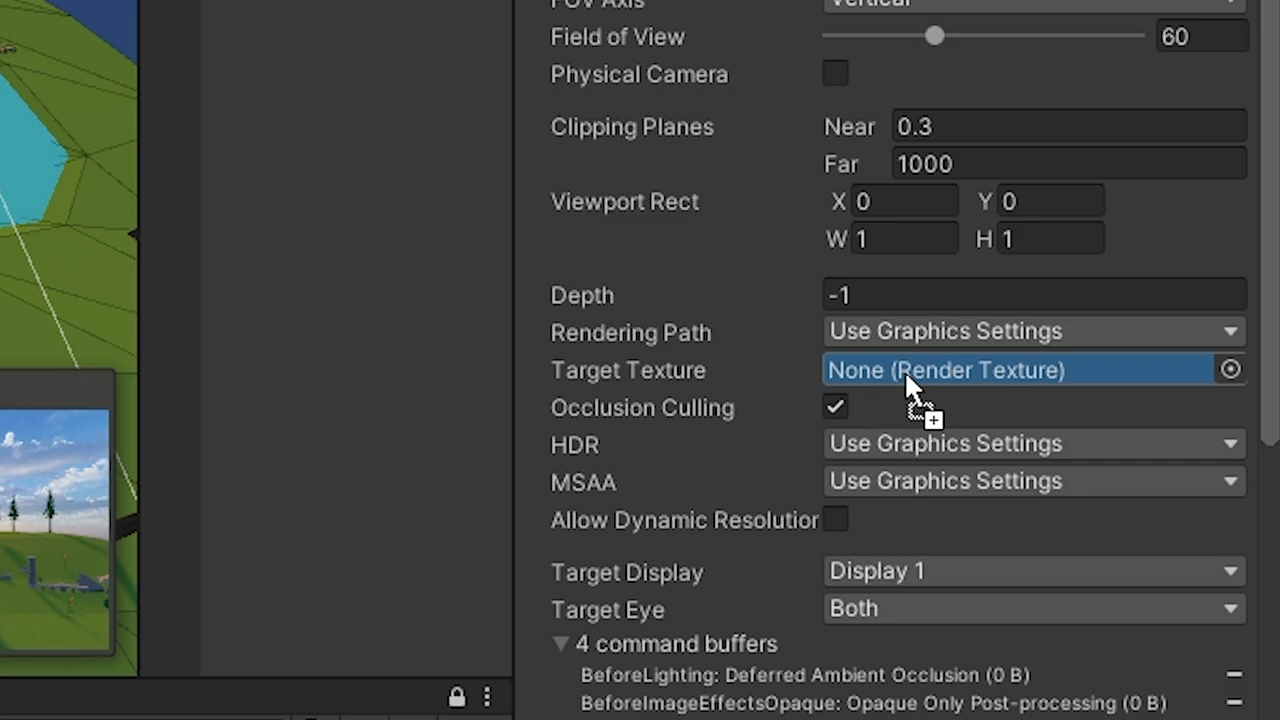 FOV Axis Vertical
Field of View 60
Physical Camera
Clipping Planes Near 0.3
Far 1000
Viewport Rect X 0 Y 0
W 1 H 1
Depth -1
Rendering Path Use Graphics Settings
Target Texture None (Render Texture)
Occlusion Culling
HDR Use Graphics Settings
MSAA Use Graphics Settings
Allow Dynamic Resolution
Target Display Display 1
Target Eye Both
4 command buffers
BeforeLighting: Deferred Ambient Occlusion (0 B)
BeforeImageEffectsOpaque: Opaque Only Post-processing (0 B)